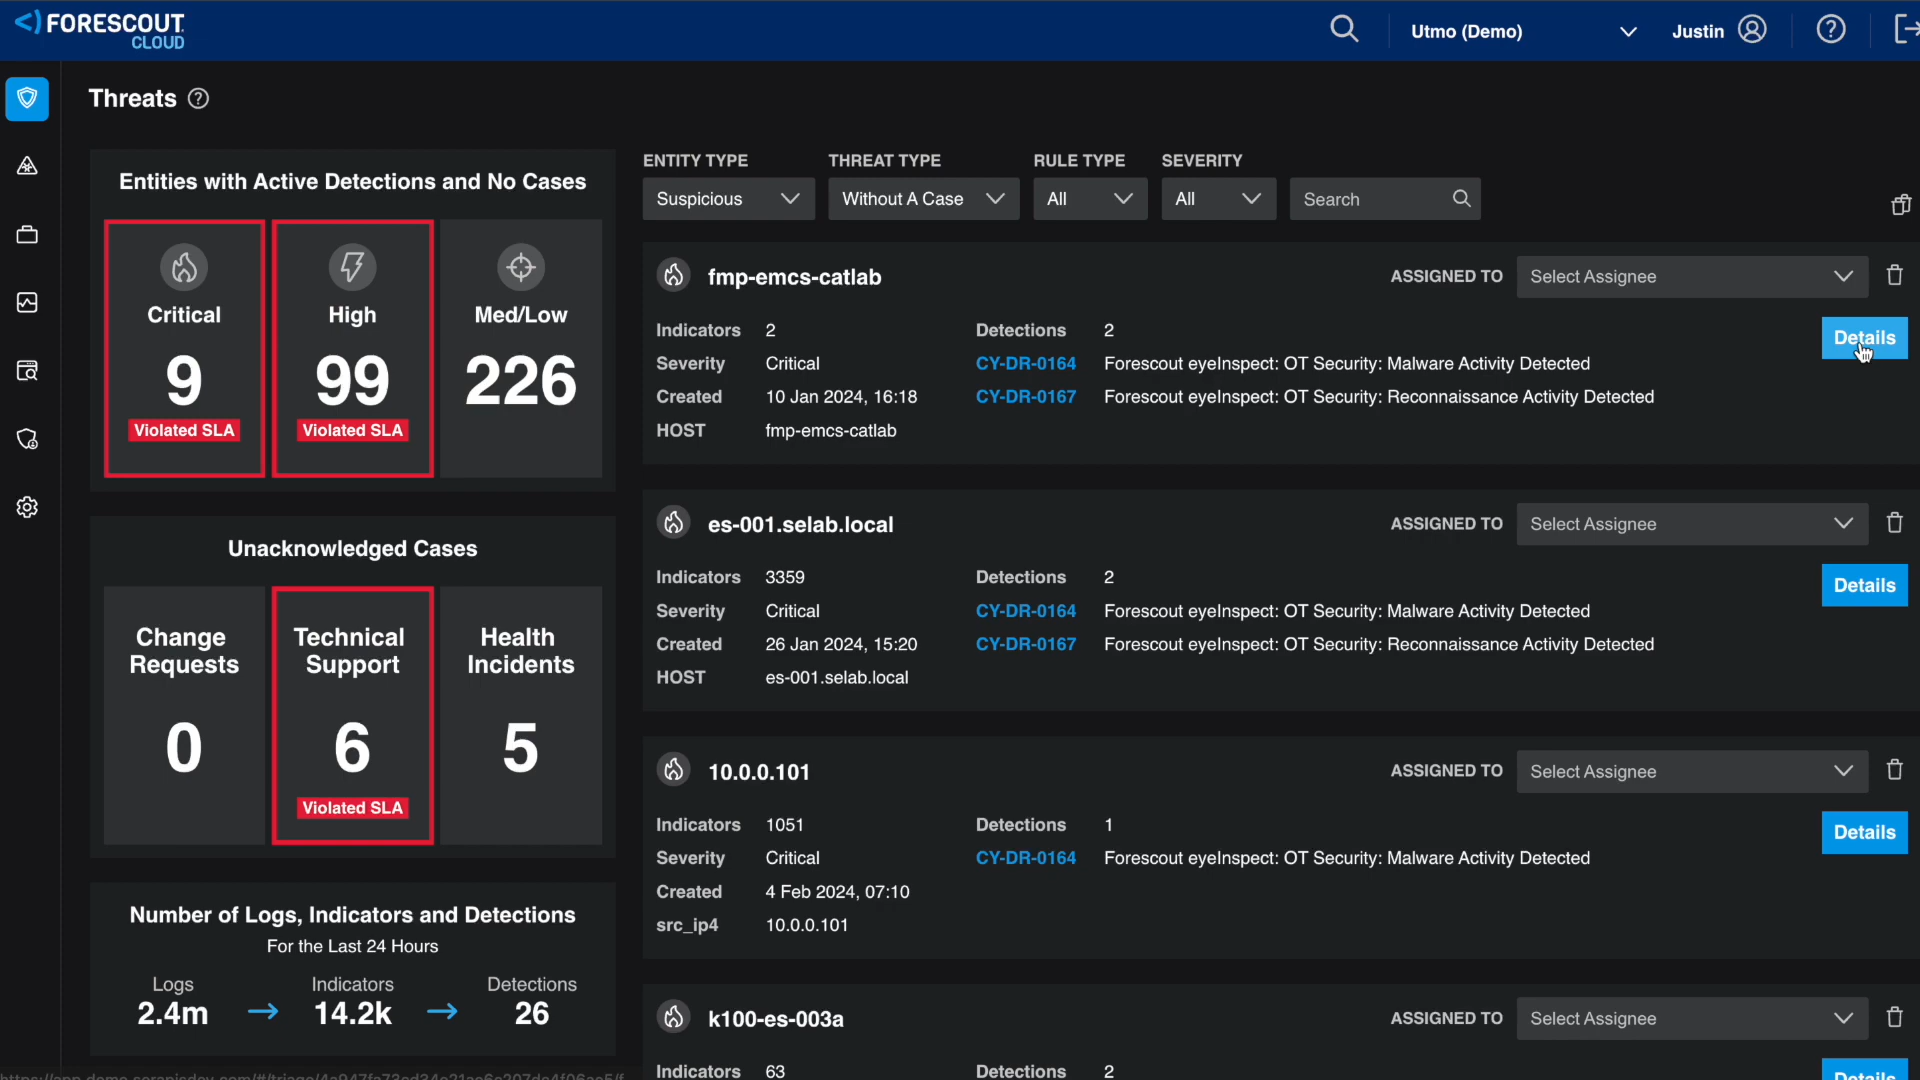 FORESCOUT
CLOUD
Utmo (Demo)
Justin
Threats
Entities with Active Detections and No Cases
Critical
High
Med/Low
9
99
226
Violated SLA
Violated SLA
Unacknowledged Cases
Change
Requests
Technical
Support
Health
Incidents
0
6
5
Violated SLA
Number of Logs, Indicators and Detections
For the Last 24 Hours
Logs
Indicators
Detections
2.4m
14.2k
26
ENTITY TYPE
THREAT TYPE
RULE TYPE
SEVERITY
Suspicious
Without A Case
All
All
Search
fmp-emcs-catlab
ASSIGNED TO
Select Assignee
Indicators 2
Detections 2
Details
Severity Critical
CY-DR-0164 Forescout eyeInspect: OT Security: Malware Activity Detected
Created 10 Jan 2024, 16:18
CY-DR-0167 Forescout eyeInspect: OT Security: Reconnaissance Activity Detected
HOST fmp-emcs-catlab
es-001.selab.local
ASSIGNED TO
Select Assignee
Indicators 3359
Detections 2
Details
Severity Critical
CY-DR-0164 Forescout eyeInspect: OT Security: Malware Activity Detected
Created 26 Jan 2024, 15:20
CY-DR-0167 Forescout eyeInspect: OT Security: Reconnaissance Activity Detected
HOST es-001.selab.local
10.0.0.101
ASSIGNED TO
Select Assignee
Indicators 1051
Detections 1
Details
Severity Critical
CY-DR-0164 Forescout eyeInspect: OT Security: Malware Activity Detected
Created 4 Feb 2024, 07:10
src_ip4 10.0.0.101
k100-es-003a
ASSIGNED TO
Select Assignee
Indicators 63
Detections 2
Details